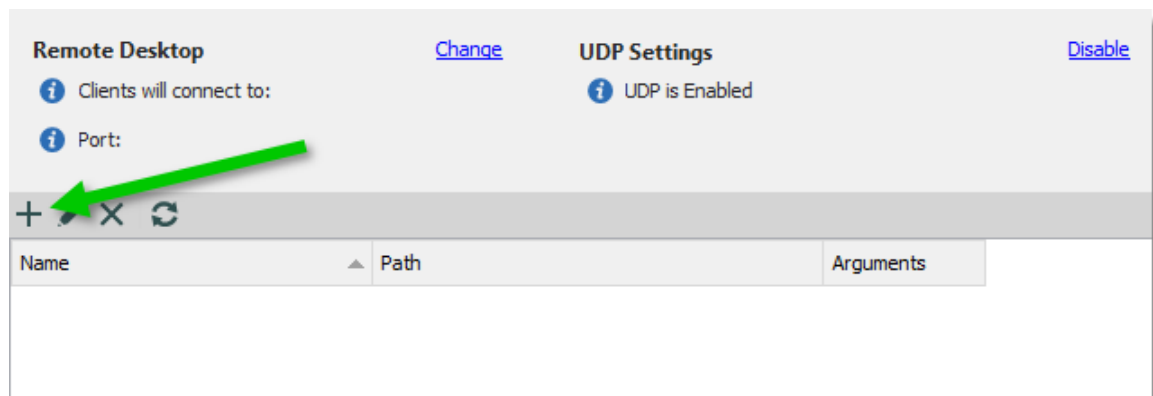 Remote Desktop Change UDP Settings Disable
Clients will connect to: UDP is Enabled
Port:
Name Path Arguments